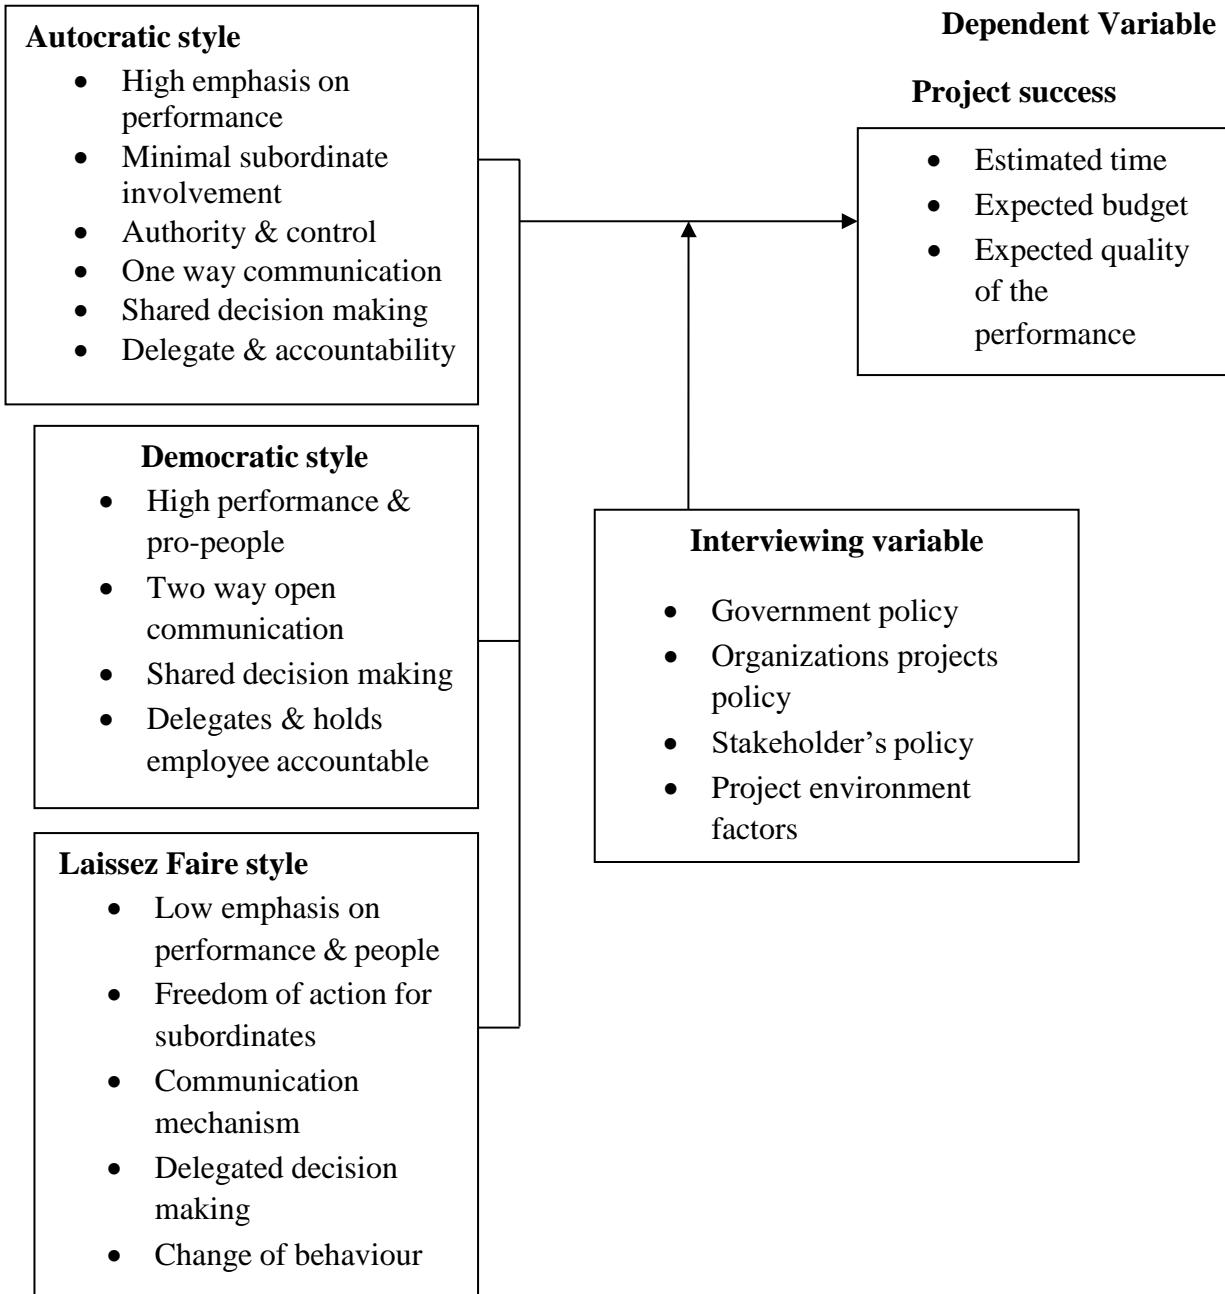 Autocratic style
• High emphasis on
performance
• Minimal subordinate
involvement
• Authority & control
• One way communication
• Shared decision making
• Delegate & accountability
Democratic style
• High performance &
pro-people
• Two way open
communication
• Shared decision making
• Delegates & holds
employee accountable
Laissez Faire style
• Low emphasis on
performance & people
• Freedom of action for
subordinates
• Communication
mechanism
• Delegated decision
making
• Change of behaviour
Dependent Variable
Project success
• Estimated time
• Expected budget
• Expected quality
of the
performance
Interviewing variable
• Government policy
• Organizations projects
policy
• Stakeholder’s policy
• Project environment
factors